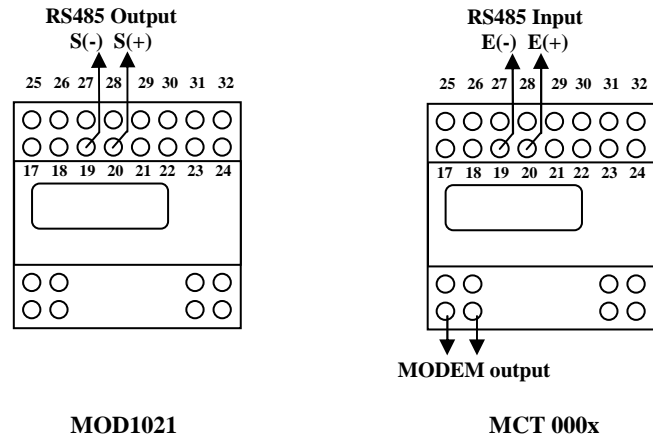 RS485 Output
S(-) S(+)
25 26 27 28 29 30 31 32
17 18 19 20 21 22 23 24
MOD1021
RS485 Input
E(-) E(+)
25 26 27 28 29 30 31 32
17 18 19 20 21 22 23 24
MODEM output
MCT 000x